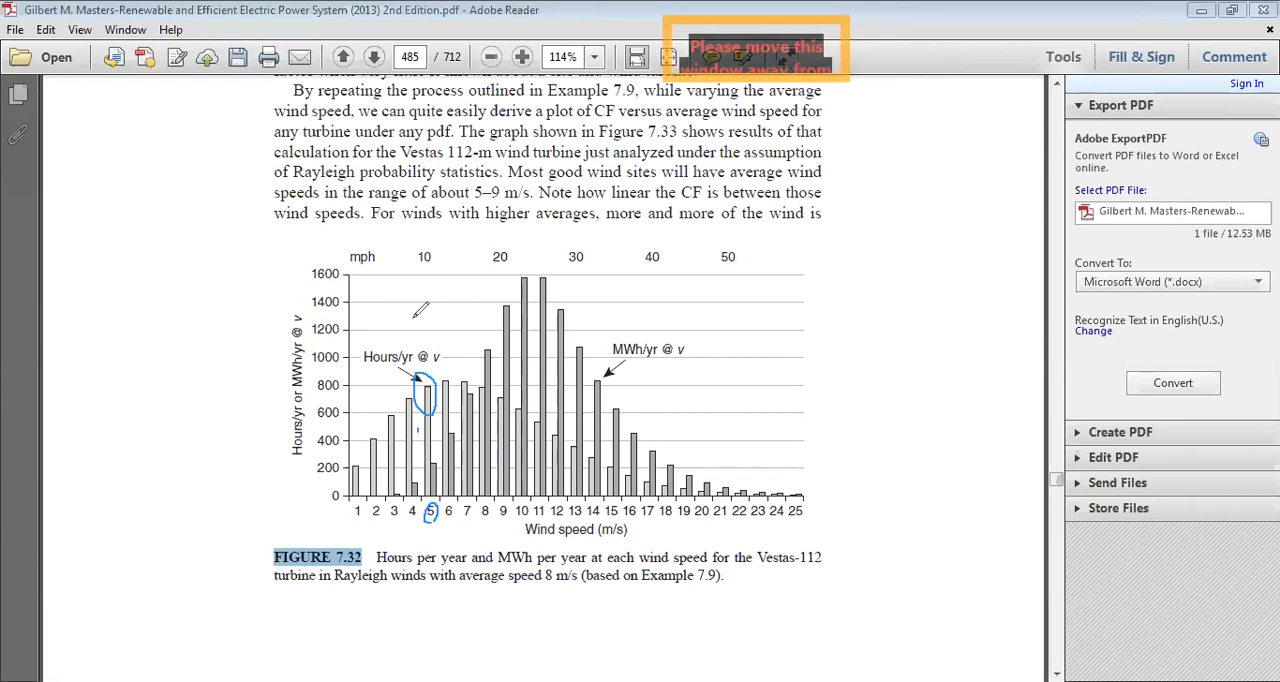 Gilbert M. Masters-Renewable and Efficient Electric Power System (2013) 2nd Edition.pdf - Adobe Reader
File Edit View Window Help
Open 485 / 712 114% Tools Fill & Sign Comment
Please move this
window away from
Sign In
Export PDF
Adobe ExportPDF
Convert PDF files to Word or Excel
online.
Select PDF File:
Gilbert M. Masters-Renewab...
1 file / 12.53 MB
Convert To:
Microsoft Word (*.docx)
Recognize Text in English(U.S.)
Change
Convert
Create PDF
Edit PDF
Send Files
Store Files
By repeating the process outlined in Example 7.9, while varying the average
wind speed, we can quite easily derive a plot of CF versus average wind speed for
any turbine under any pdf. The graph shown in Figure 7.33 shows results of that
calculation for the Vestas 112-m wind turbine just analyzed under the assumption
of Rayleigh probability statistics. Most good wind sites will have average wind
speeds in the range of about 5–9 m/s. Note how linear the CF is between those
wind speeds. For winds with higher averages, more and more of the wind is
mph 10 20 30 40 50
1600
1400
1200
1000
800
600
400
200
0
Hours/yr or MWh/yr @ v
Hours/yr @ v
MWh/yr @ v
1 2 3 4 5 6 7 8 9 10 11 12 13 14 15 16 17 18 19 20 21 22 23 24 25
Wind speed (m/s)
FIGURE 7.32 Hours per year and MWh per year at each wind speed for the Vestas-112
turbine in Rayleigh winds with average speed 8 m/s (based on Example 7.9).